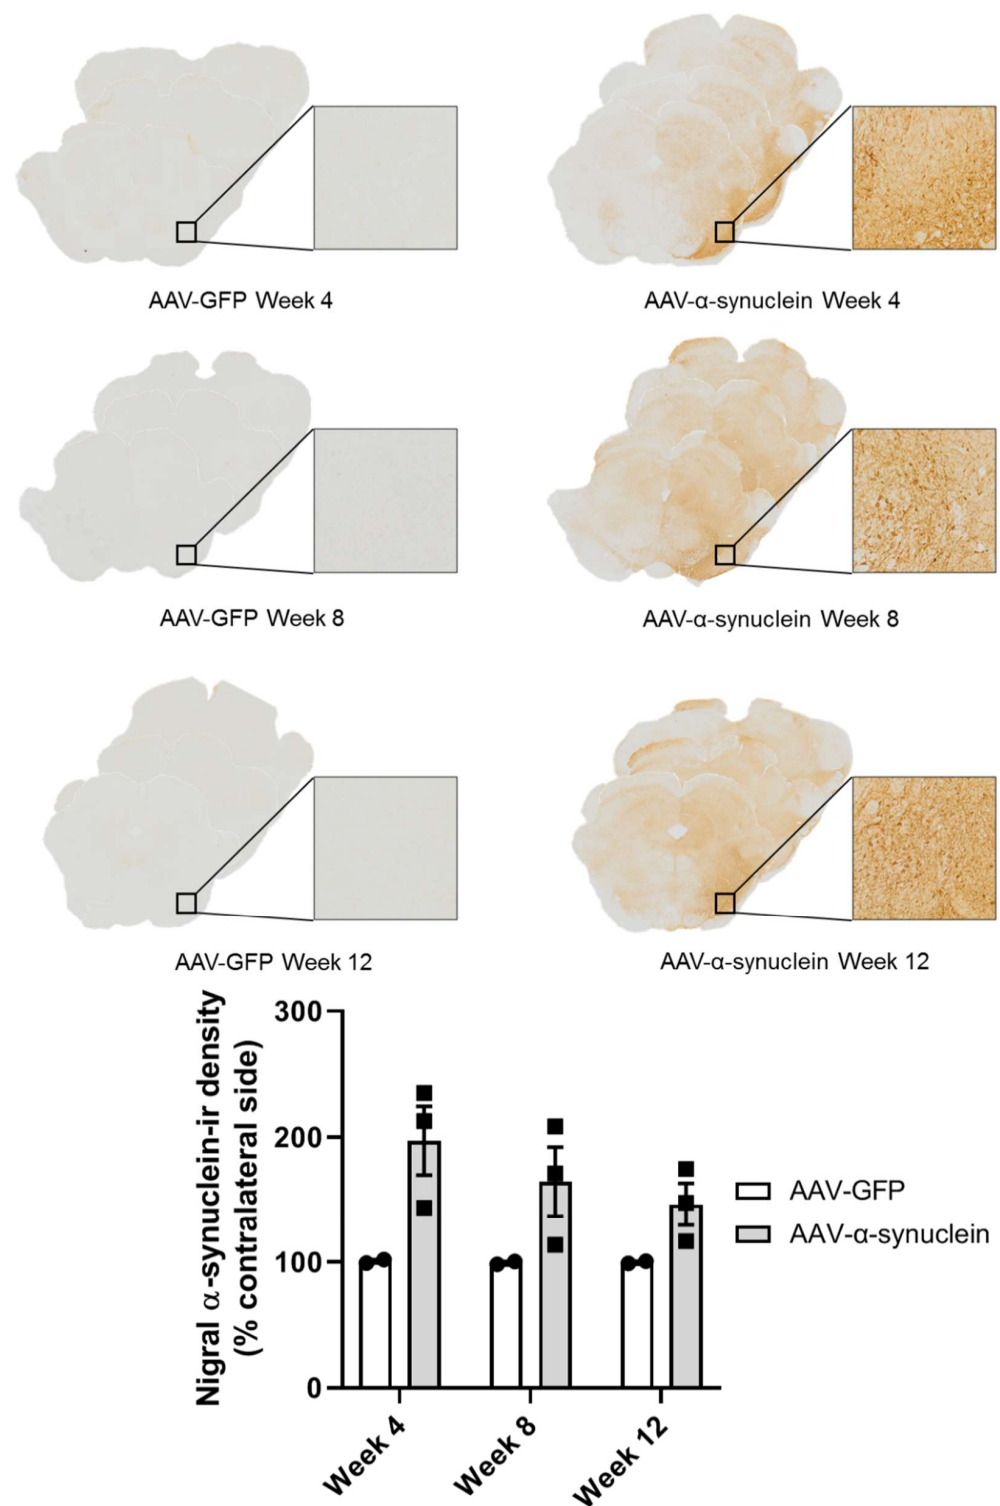 AAV-GFP Week 4
AAV-α-synuclein Week 4
AAV-GFP Week 8
AAV-α-synuclein Week 8
AAV-GFP Week 12
AAV-α-synuclein Week 12
Nigral α-synuclein-ir density
(% contralateral side)
300
200
100
0
Week 4
Week 8
Week 12
AAV-GFP
AAV-α-synuclein